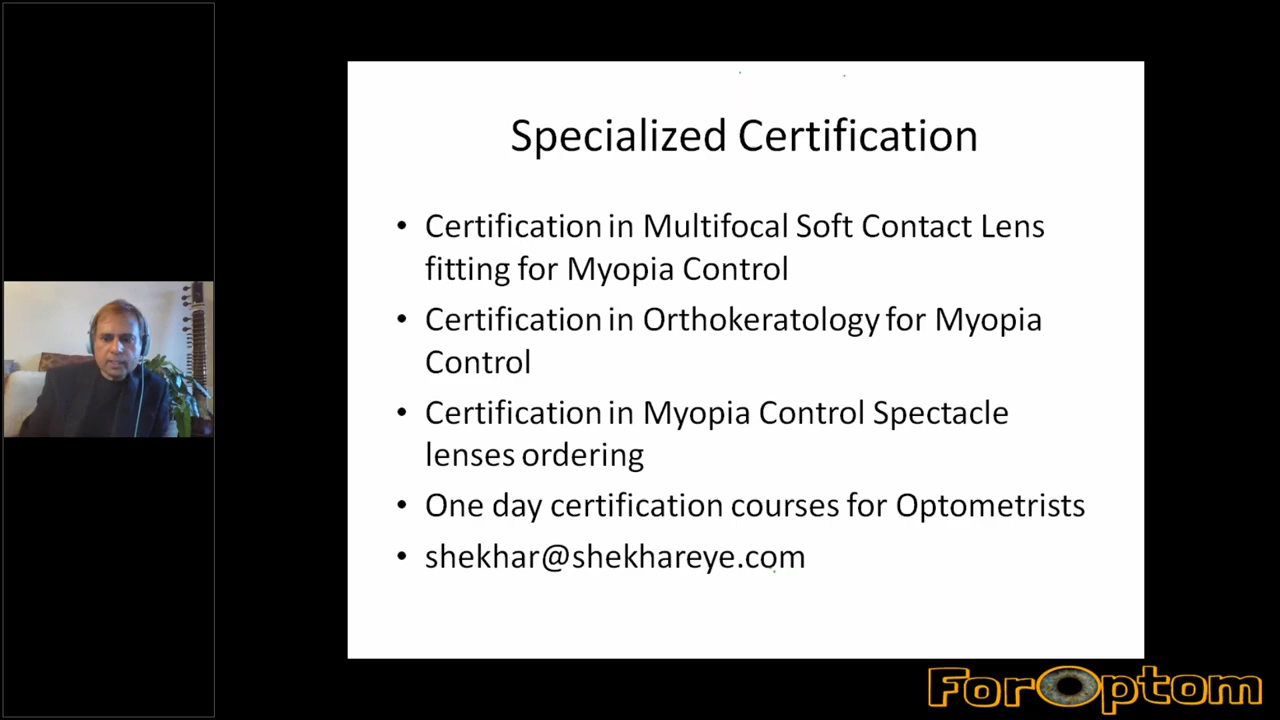 Specialized Certification
• Certification in Multifocal Soft Contact Lens
fitting for Myopia Control
• Certification in Orthokeratology for Myopia
Control
• Certification in Myopia Control Spectacle
lenses ordering
• One day certification courses for Optometrists
• shekhar@shekhareye.com
ForOptom